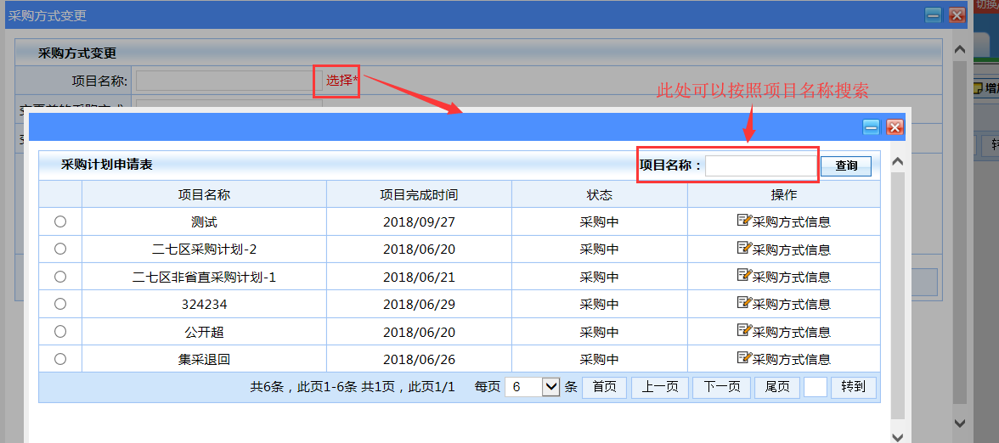 采购方式变更
切换
采购方式变更
项目名称:
选择*
此处可以按照项目名称搜索
增
采购计划申请表
项目名称：
查询
项目名称 项目完成时间 状态 操作
测试 2018/09/27 采购中 采购方式信息
二七区采购计划-2 2018/06/20 采购中 采购方式信息
二七区非省直采购计划-1 2018/06/21 采购中 采购方式信息
324234 2018/06/29 采购中 采购方式信息
公开超 2018/06/20 采购中 采购方式信息
集采退回 2018/06/26 采购中 采购方式信息
共6条，此页1-6条 共1页，此页1/1 每页 6 条 首页 上一页 下一页 尾页 转到